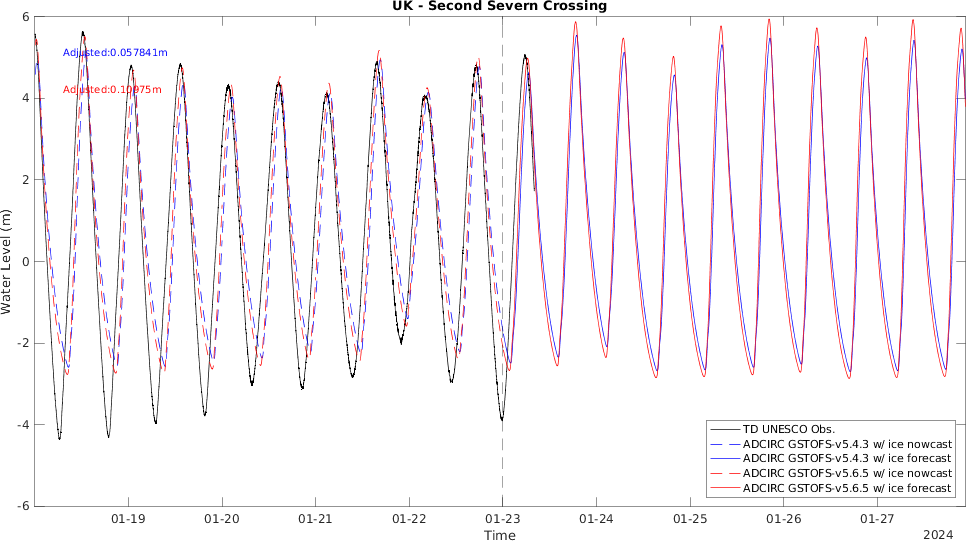 UK - Second Severn Crossing
Adjusted:0.057841m
Adjusted:0.10975m
Water Level (m)
6
4
2
0
-2
-4
-6
01-19
01-20
01-21
01-22
01-23
01-24
01-25
01-26
01-27
Time
2024
TD UNESCO Obs.
ADCIRC GSTOFS-v5.4.3 w/ ice nowcast
ADCIRC GSTOFS-v5.4.3 w/ ice forecast
ADCIRC GSTOFS-v5.6.5 w/ ice nowcast
ADCIRC GSTOFS-v5.6.5 w/ ice forecast